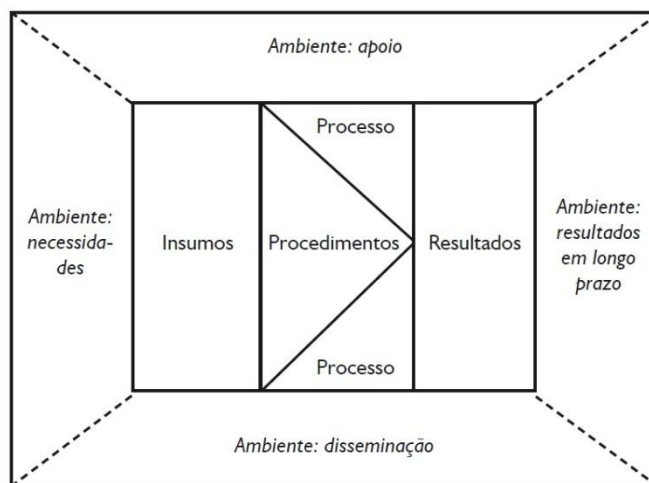 Ambiente: apoio
Processo
Ambiente:
necessida-
des
Insumos
Procedimentos
Resultados
Ambiente:
resultados
em longo
prazo
Processo
Ambiente: disseminação